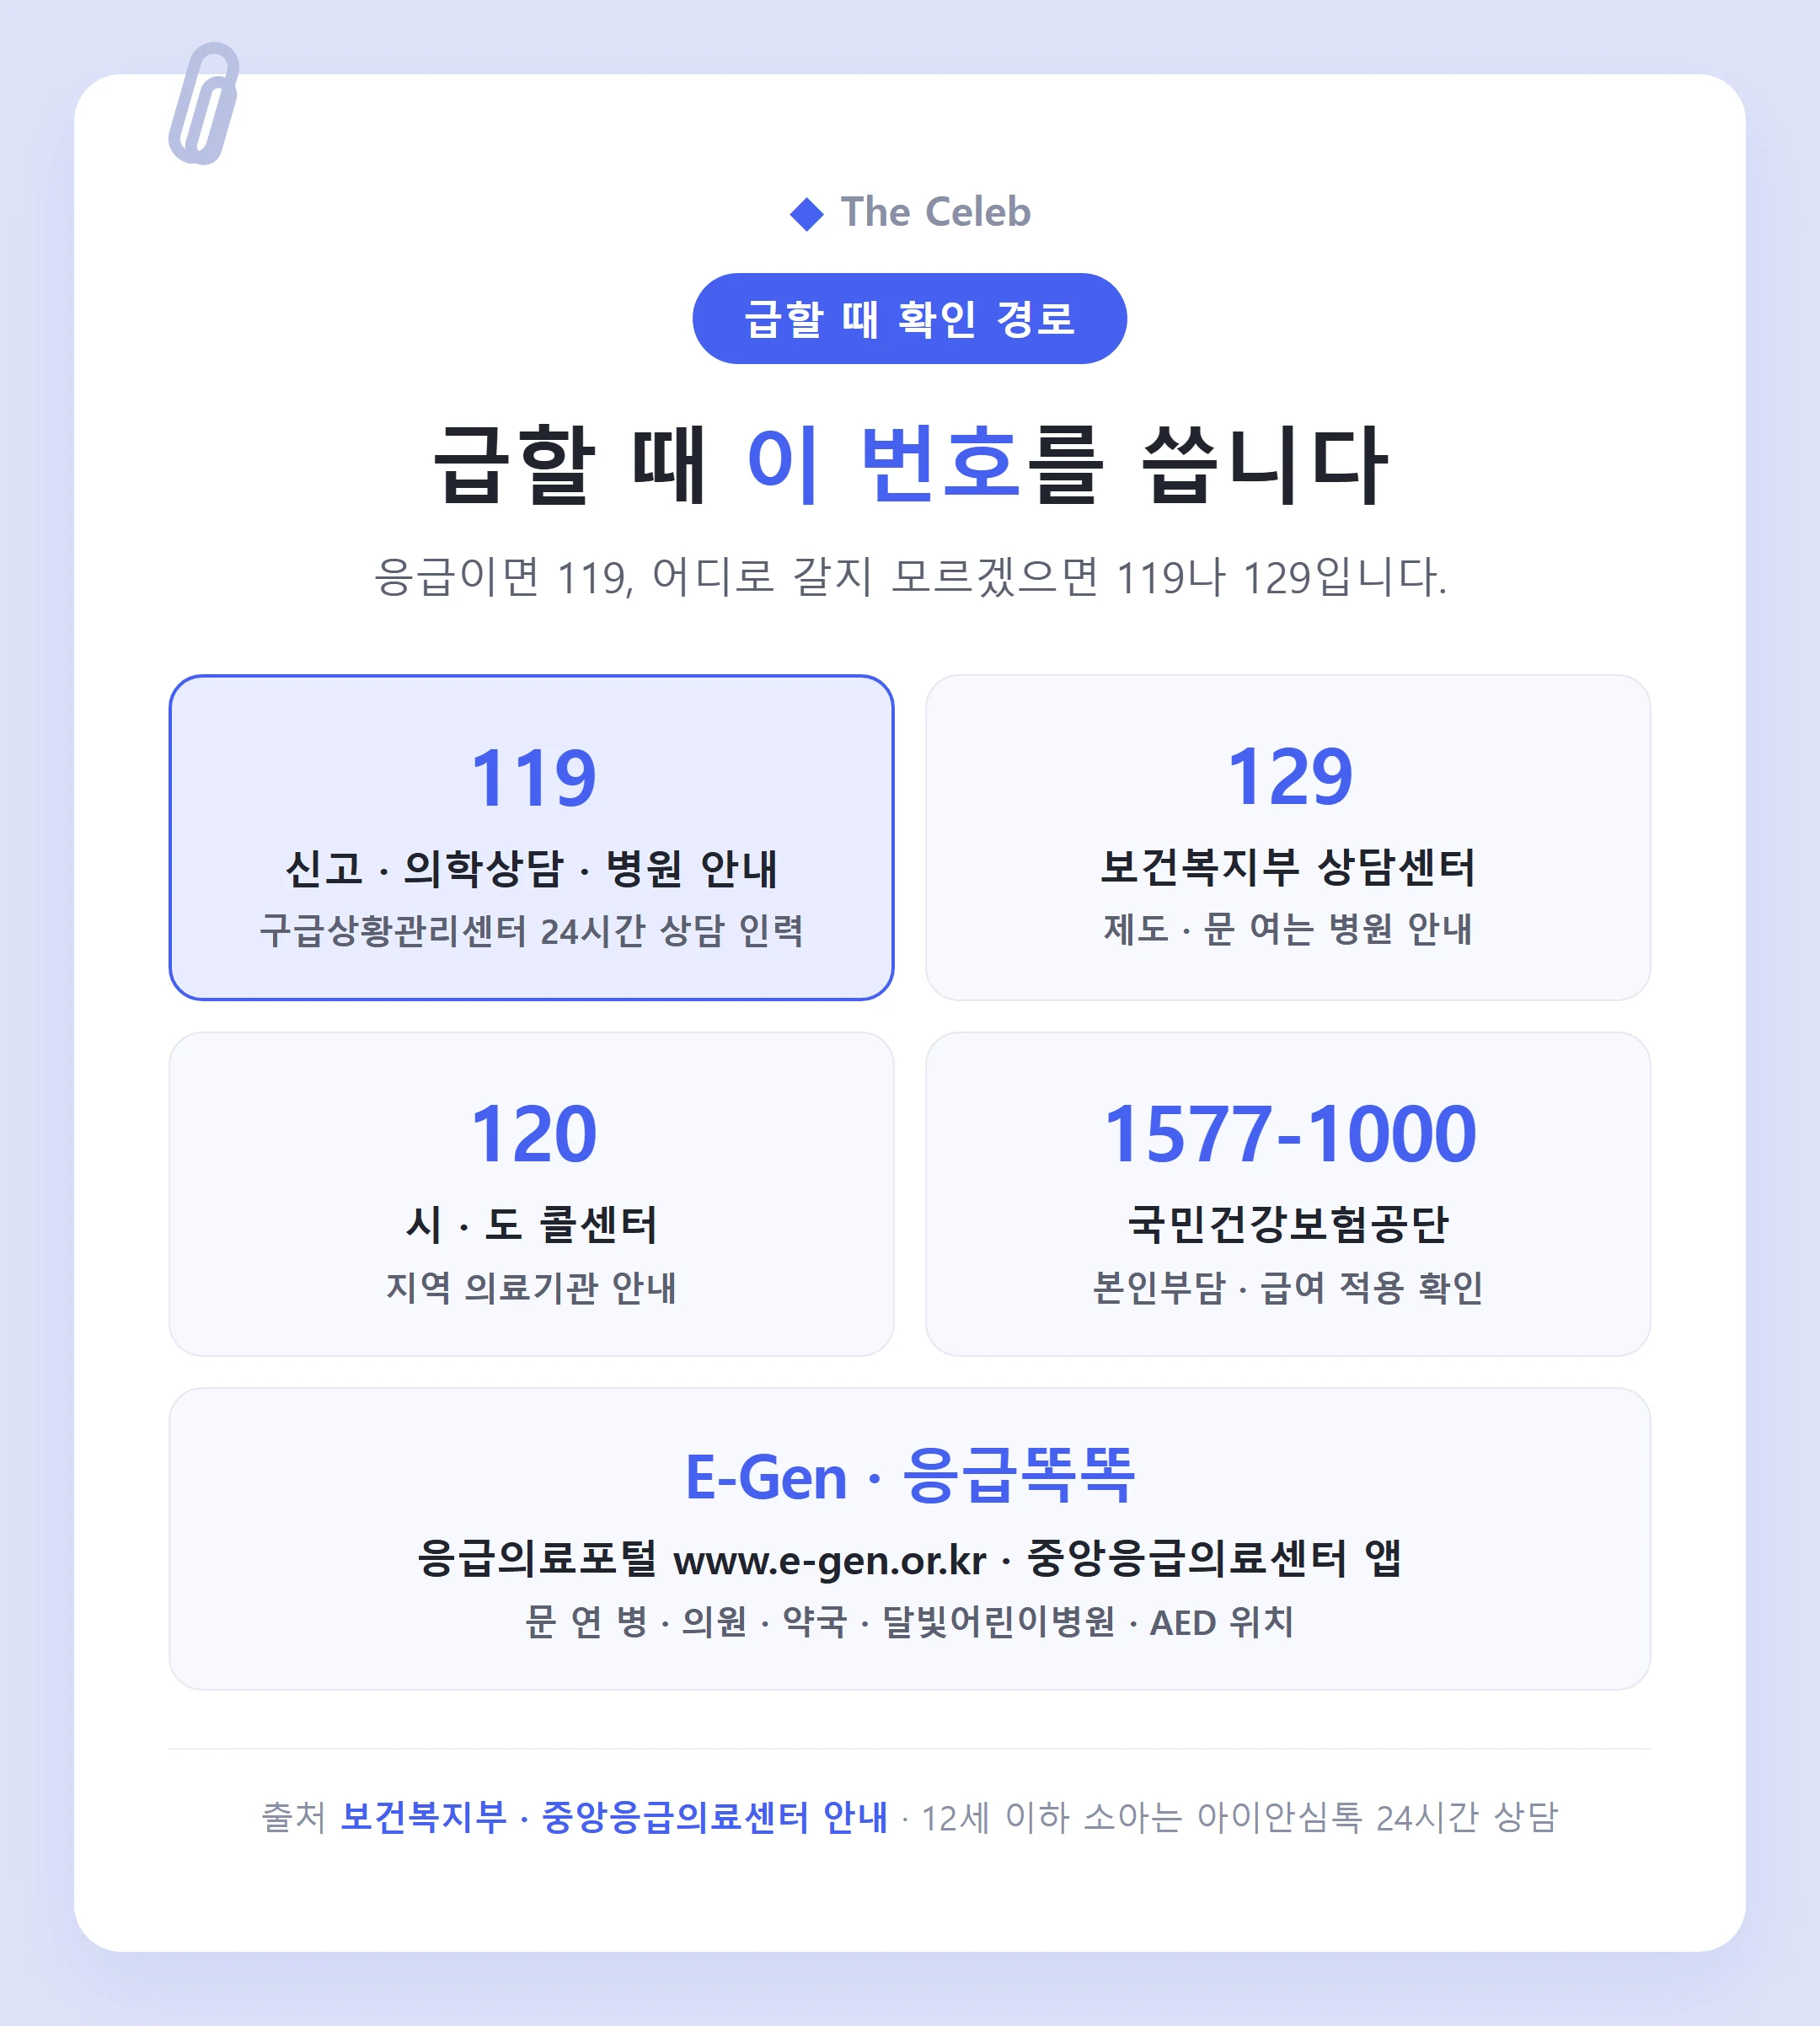 The Celeb
급할 때 확인 경로
급할 때 이 번호를 씁니다
응급이면 119, 어디로 갈지 모르겠으면 119나 129입니다.
119
신고 · 의학상담 · 병원 안내
구급상황관리센터 24시간 상담 인력
129
보건복지부 상담센터
제도 · 문 여는 병원 안내
120
시 · 도 콜센터
지역 의료기관 안내
1577-1000
국민건강보험공단
본인부담 · 급여 적용 확인
E-Gen · 응급똑똑
응급의료포털 www.e-gen.or.kr · 중앙응급의료센터 앱
문 연 병 · 의원 · 약국 · 달빛어린이병원 · AED 위치
출처 보건복지부 · 중앙응급의료센터 안내 · 12세 이하 소아는 아이안심톡 24시간 상담